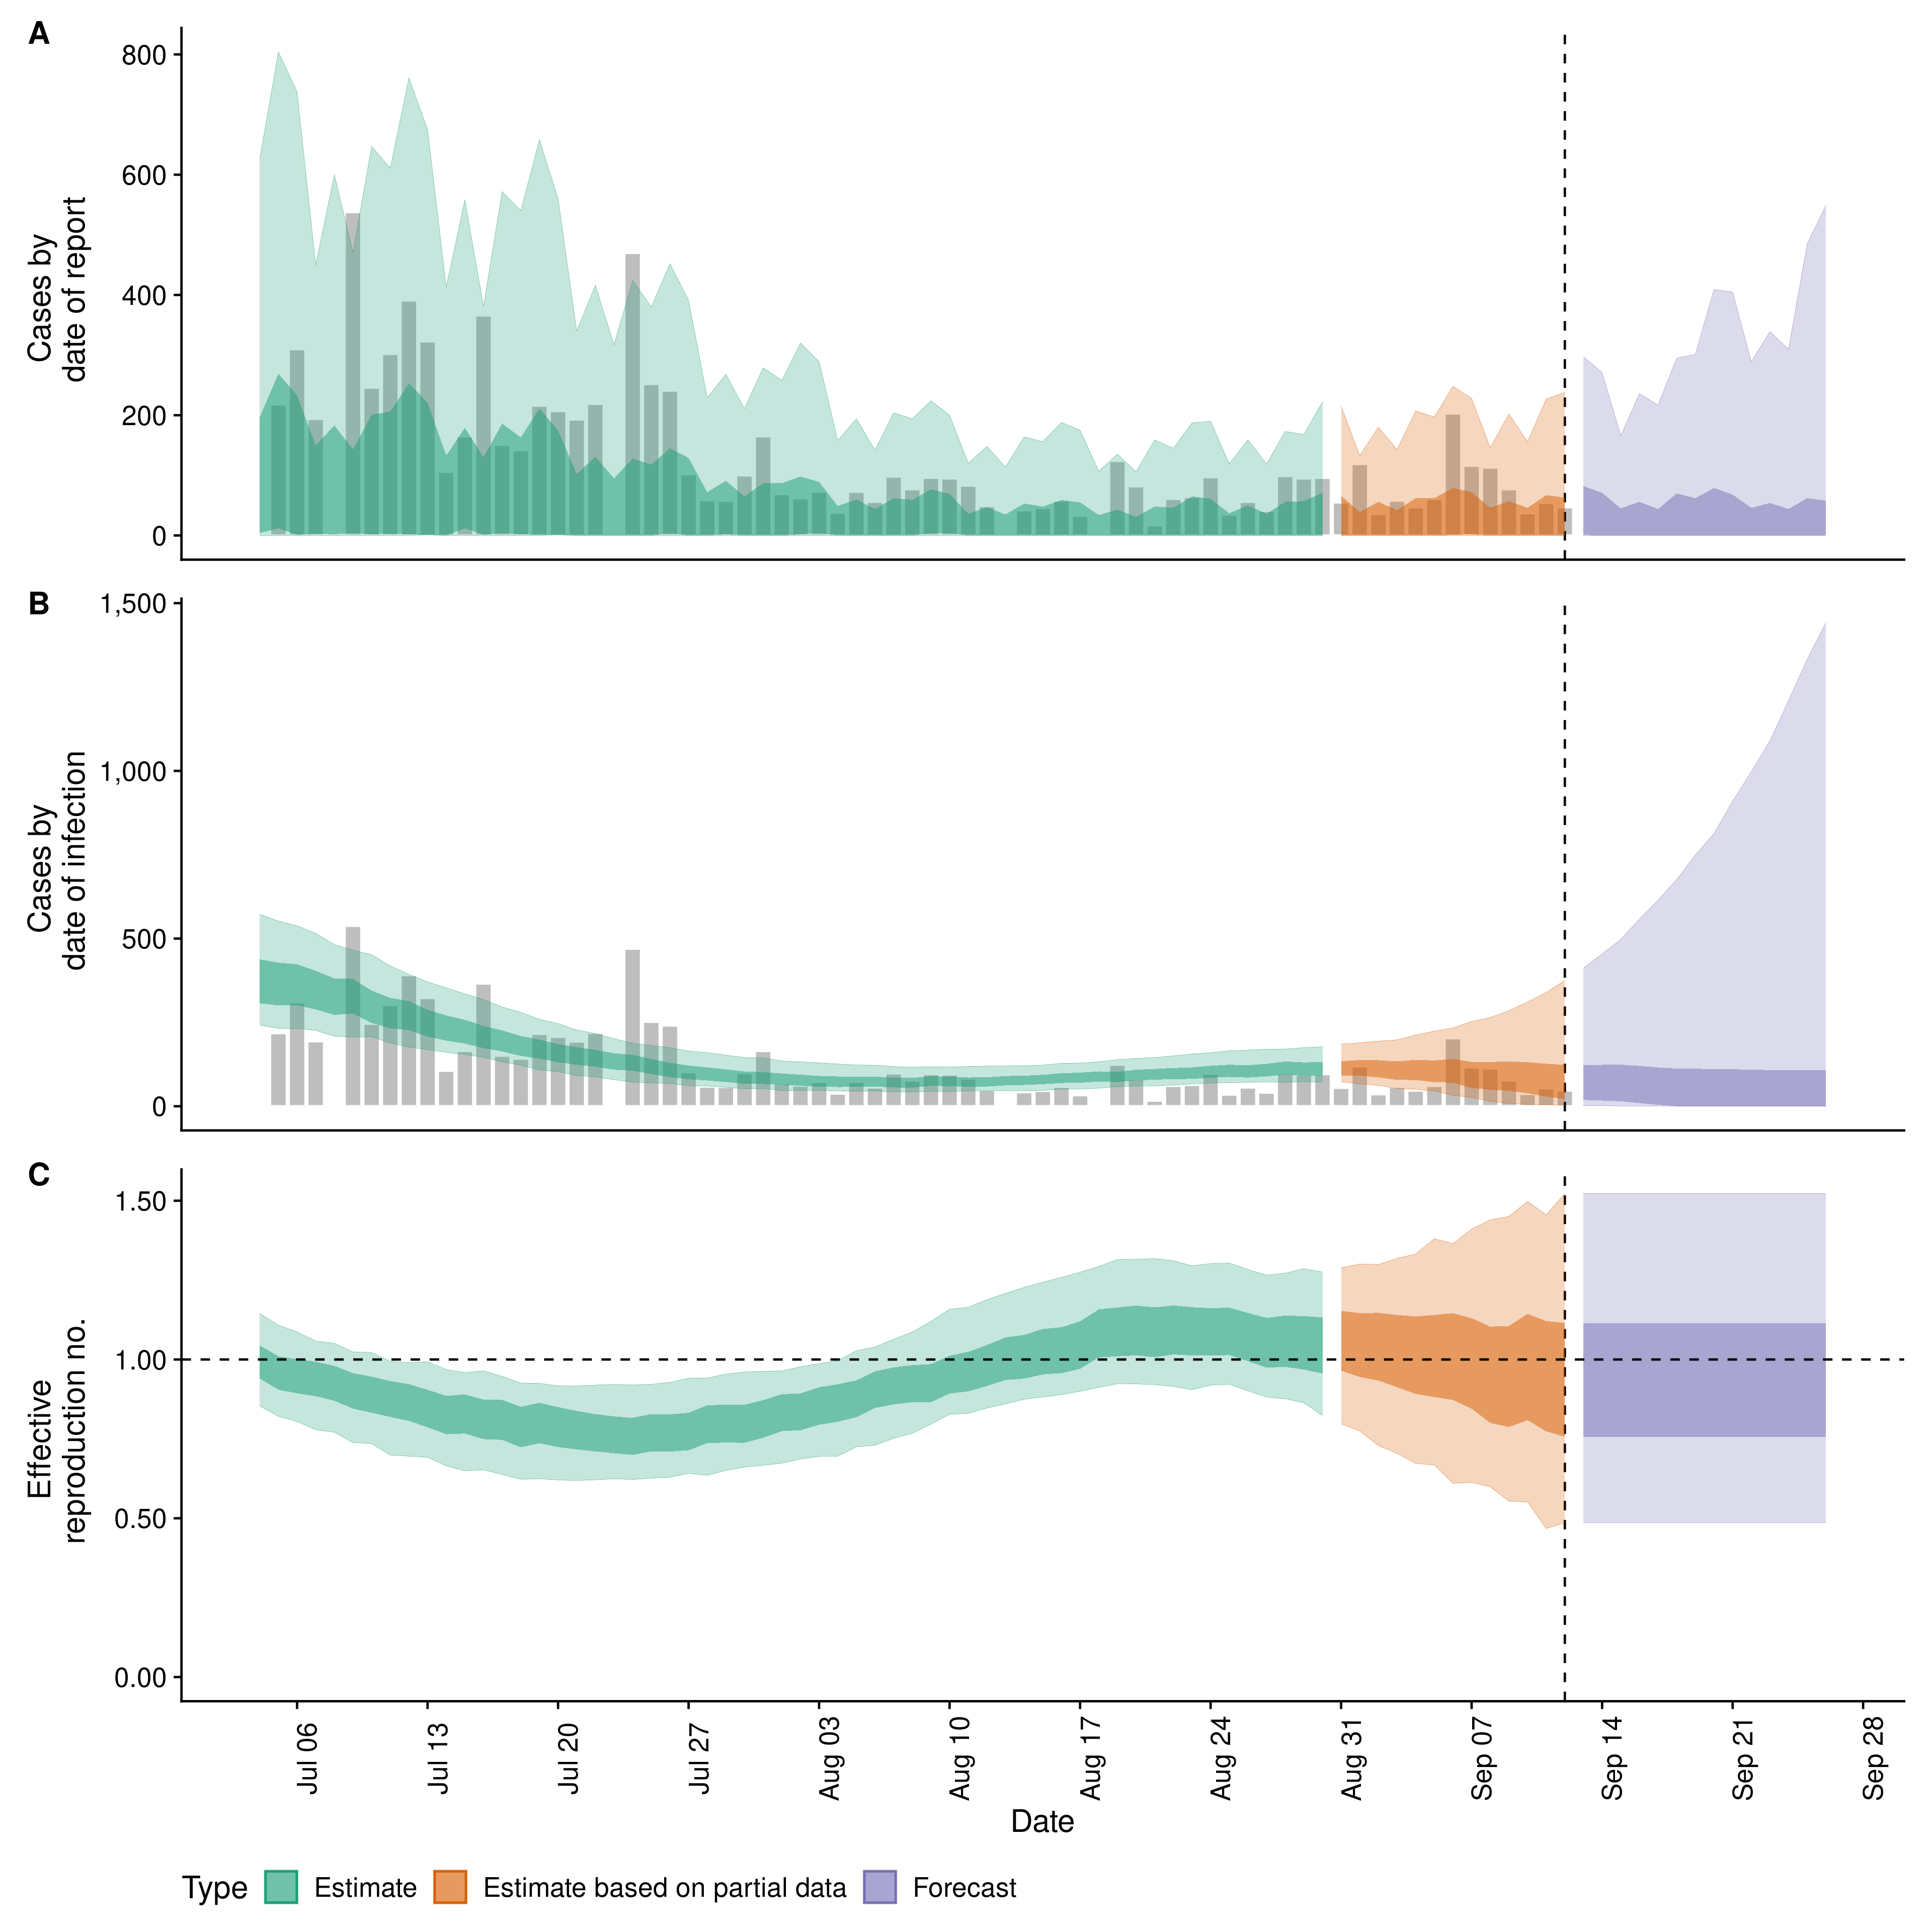 A
800
600
400
200
0
Cases by
date of report
B
1,500
1,000
500
0
Cases by
date of infection
C
1.50
1.00
0.50
0.00
Effective
reproduction no.
Jul 06
Jul 13
Jul 20
Jul 27
Aug 03
Aug 10
Aug 17
Aug 24
Aug 31
Sep 07
Sep 14
Sep 21
Sep 28
Date
Type Estimate Estimate based on partial data Forecast